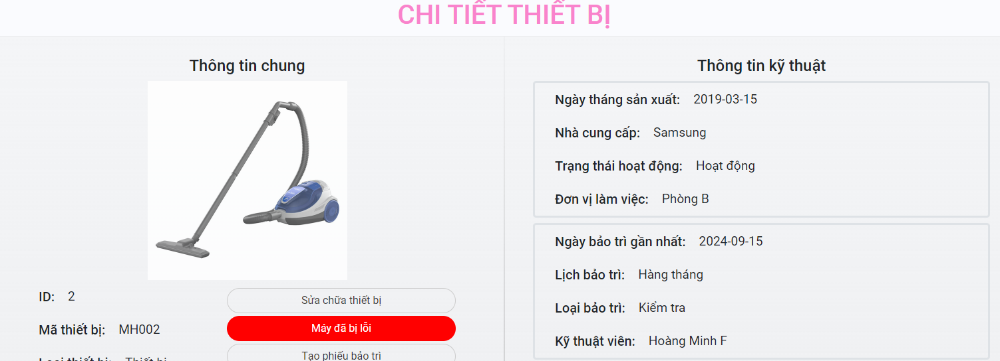 CHI TIẾT THIẾT BỊ
Thông tin chung
ID: 2
Mã thiết bị: MH002
Loại thiết bị: Thiết bị
Sửa chữa thiết bị
Máy đã bị lỗi
Tạo phiếu bảo trì
Thông tin kỹ thuật
Ngày tháng sản xuất: 2019-03-15
Nhà cung cấp: Samsung
Trạng thái hoạt động: Hoạt động
Đơn vị làm việc: Phòng B
Ngày bảo trì gần nhất: 2024-09-15
Lịch bảo trì: Hàng tháng
Loại bảo trì: Kiểm tra
Kỹ thuật viên: Hoàng Minh F